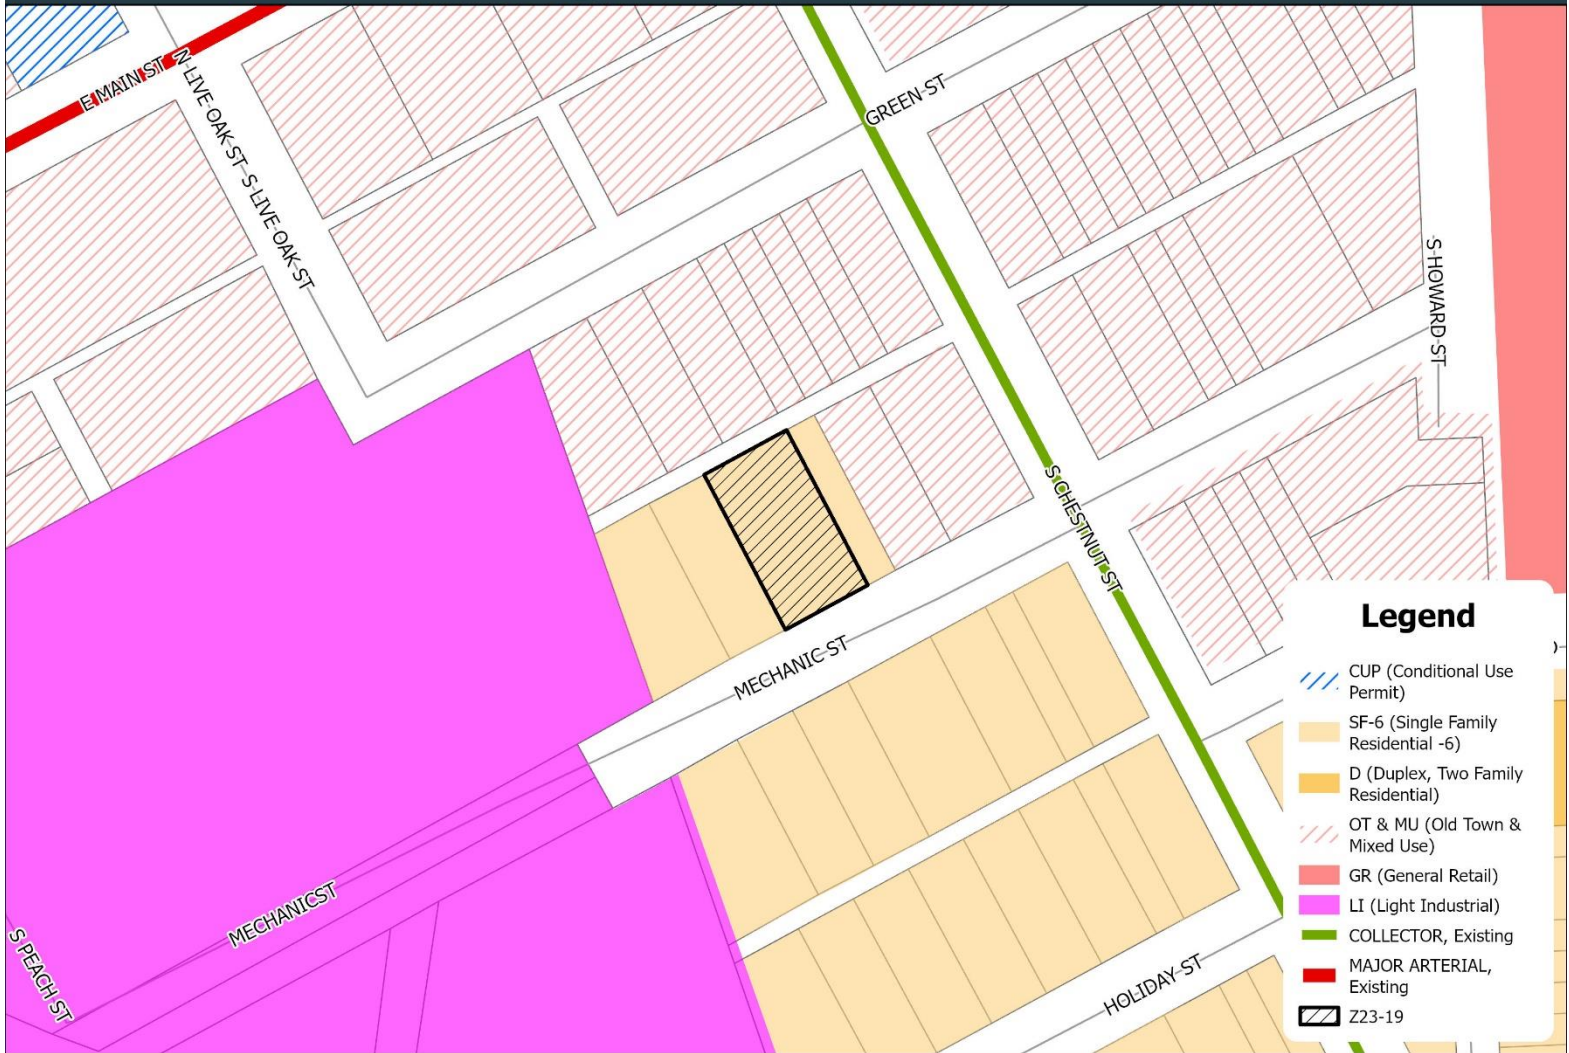 E MAIN ST
N LIVE OAK ST
S LIVE OAK ST
GREEN ST
S HOWARD ST
S CHESTNUT ST
MECHANIC ST
MECHANICST
S PEACH ST
HOLIDAY ST
Legend
CUP (Conditional Use
Permit)
SF-6 (Single Family
Residential -6)
D (Duplex, Two Family
Residential)
OT & MU (Old Town &
Mixed Use)
GR (General Retail)
LI (Light Industrial)
COLLECTOR, Existing
MAJOR ARTERIAL,
Existing
Z23-19